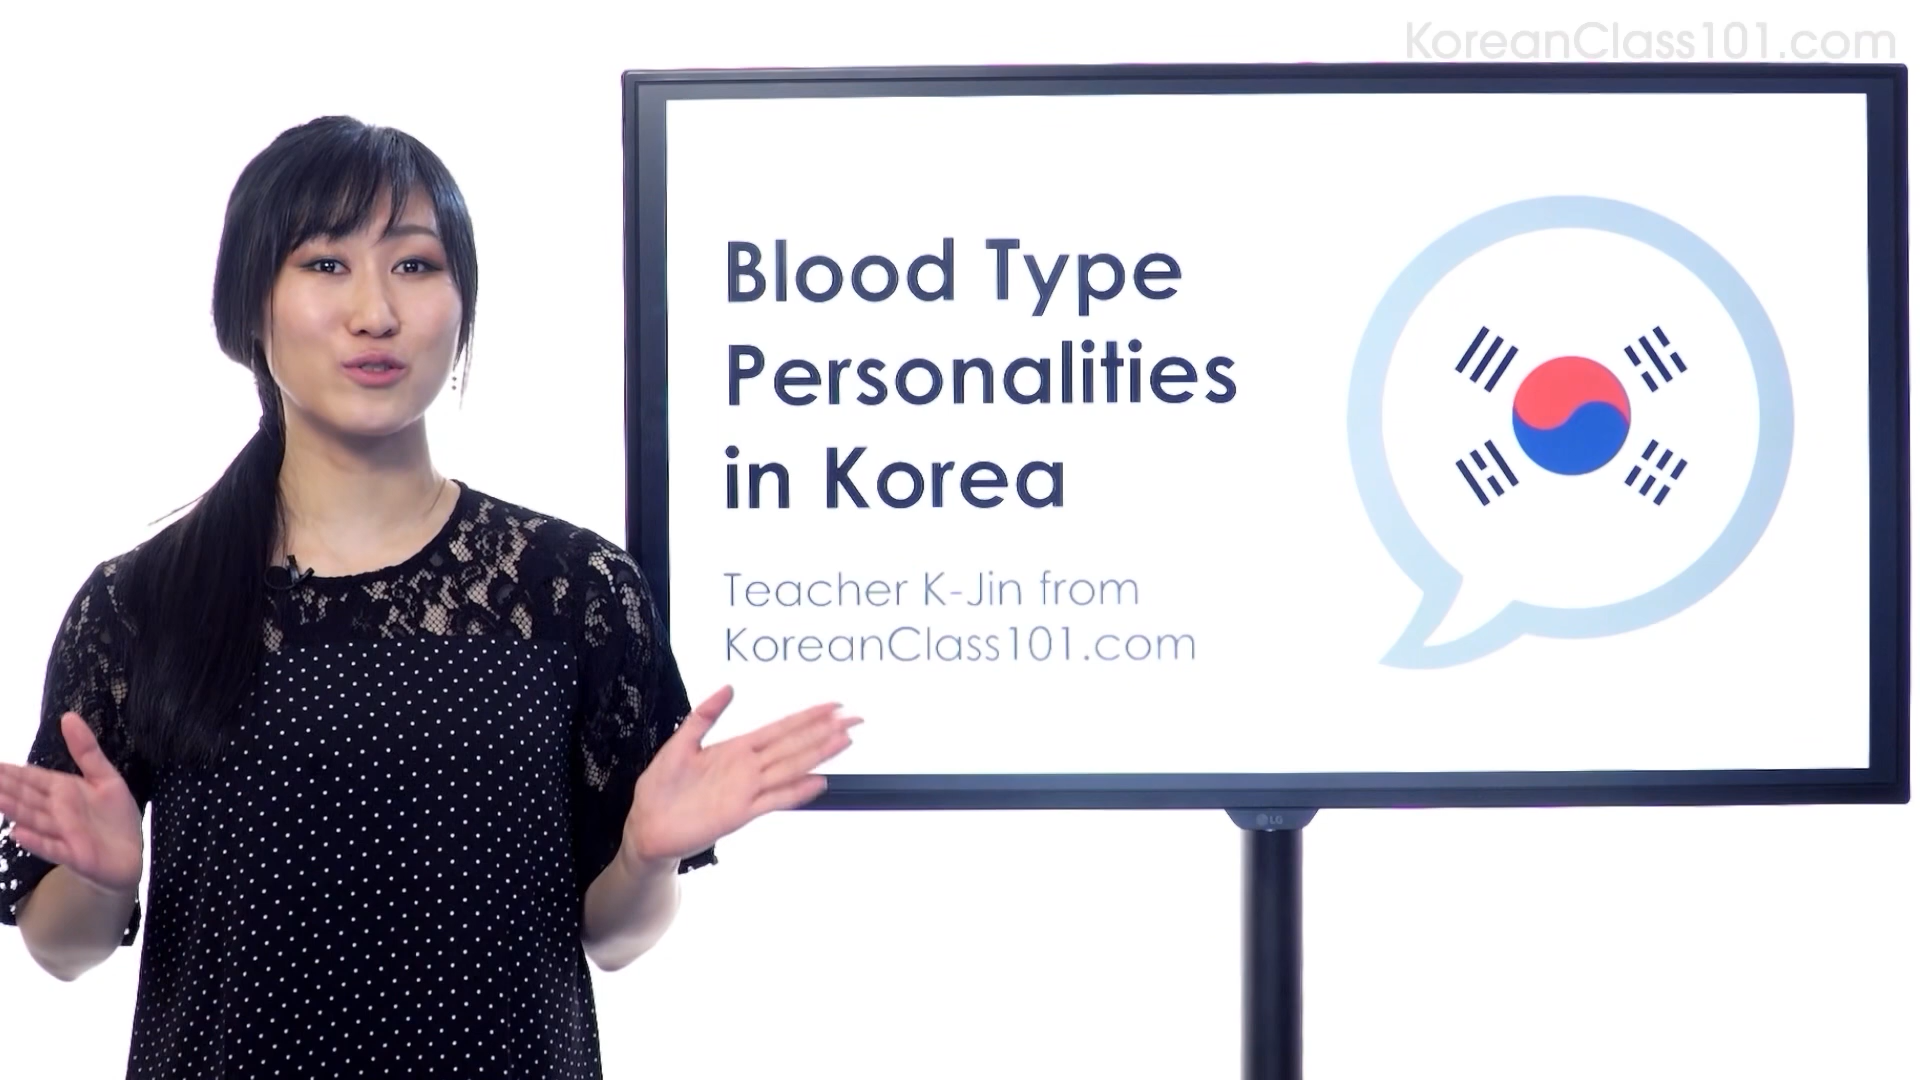 KoreanClass101.com
Blood Type
Personalities
in Korea
Teacher K-Jin from
KoreanClass101.com
LG